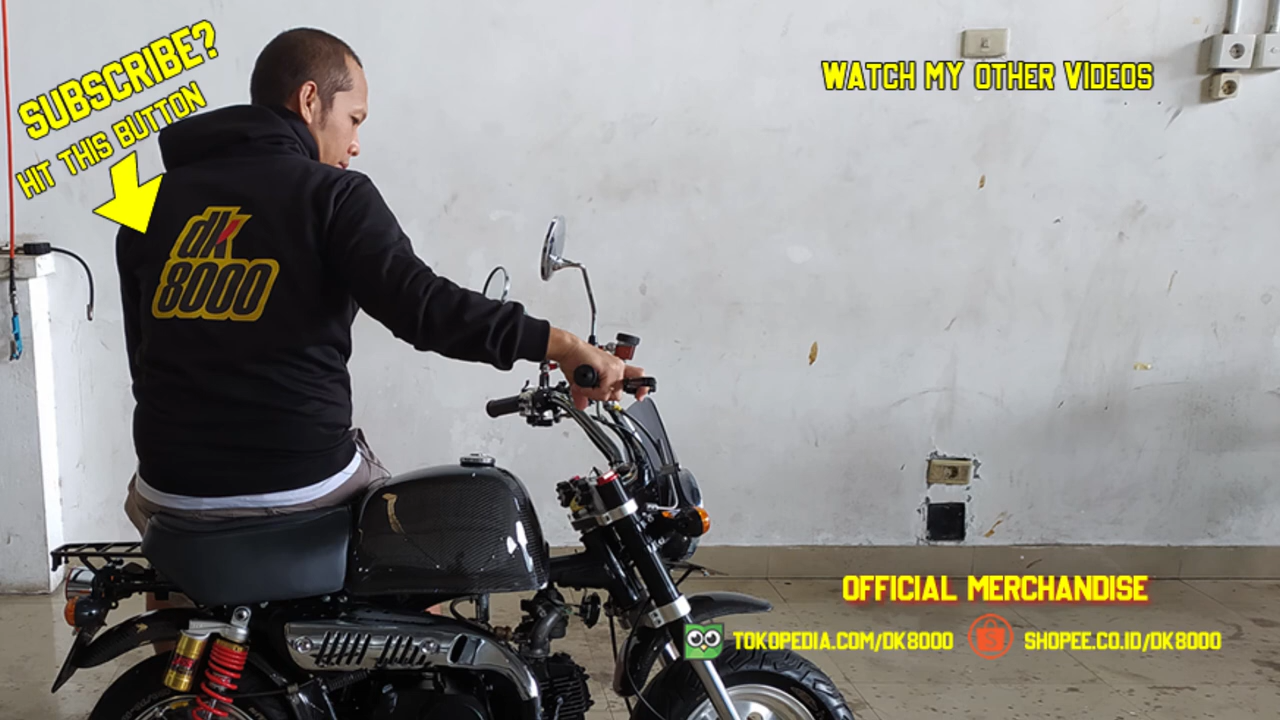 SUBSCRIBE?
HIT THIS BUTTON
dk
8000
WATCH MY OTHER VIDEOS
OFFICIAL MERCHANDISE
TOKOPEDIA.COM/DK8000
SHOPEE.CO.ID/DK8000